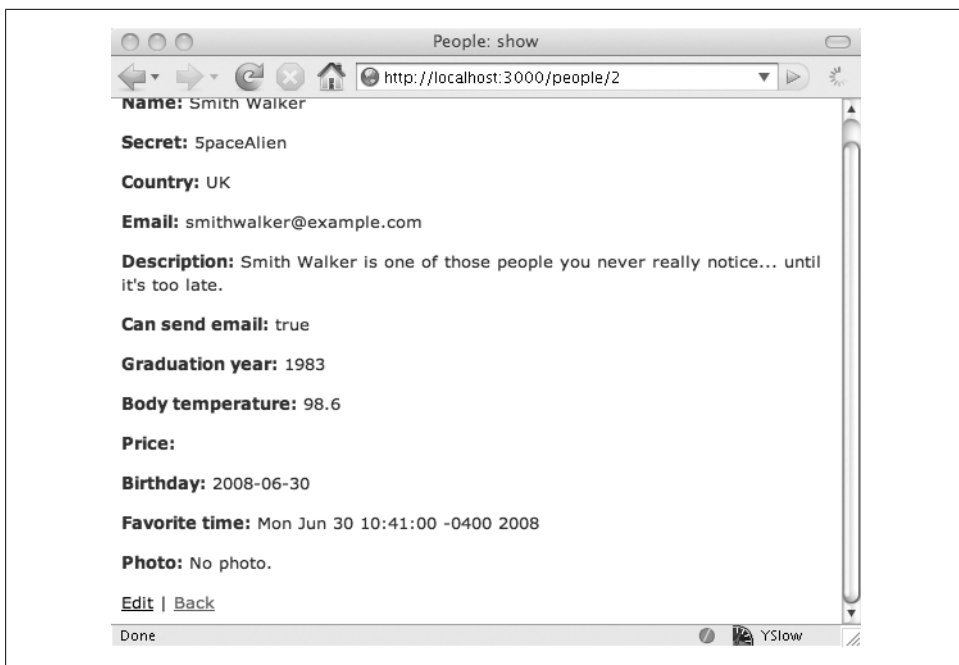 People: show
http://localhost:3000/people/2
Name: Smith Walker
Secret: 5paceAlien
Country: UK
Email: smithwalker@example.com
Description: Smith Walker is one of those people you never really notice... until
it's too late.
Can send email: true
Graduation year: 1983
Body temperature: 98.6
Price:
Birthday: 2008-06-30
Favorite time: Mon Jun 30 10:41:00 -0400 2008
Photo: No photo.
Edit | Back
Done YSlow